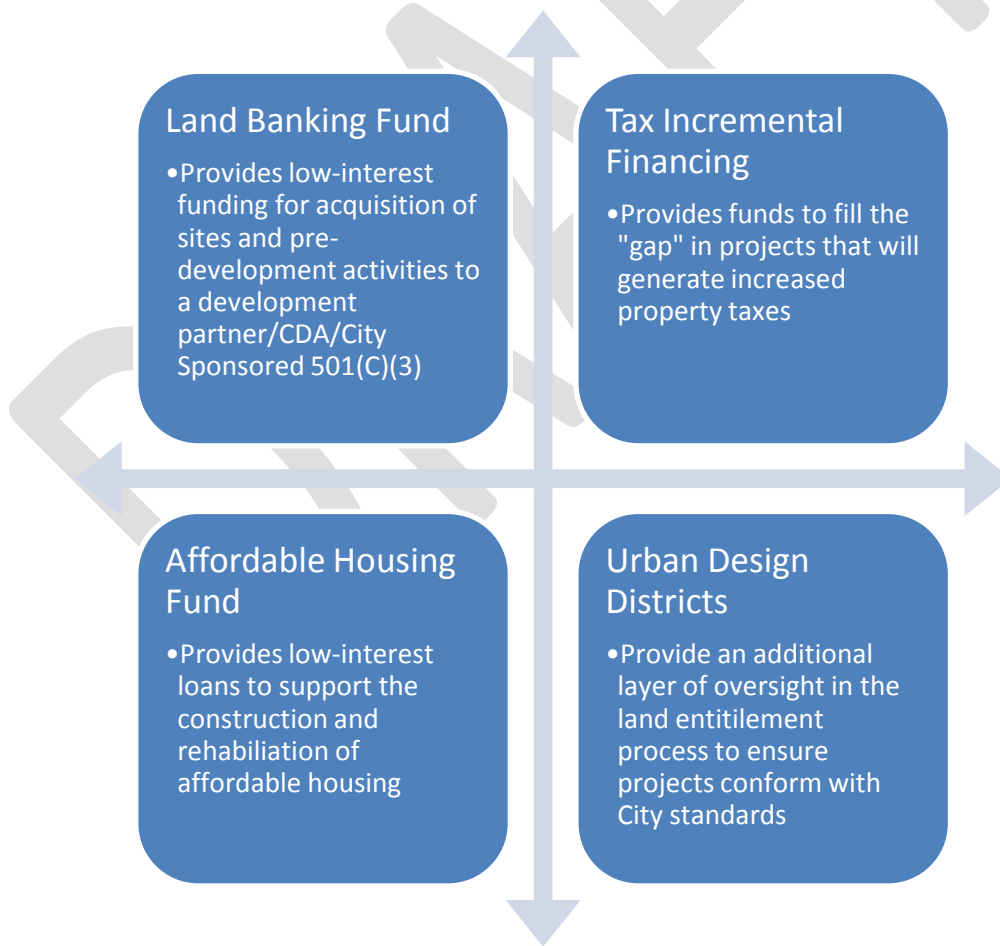 Land Banking Fund
•Provides low-interest
funding for acquisition of
sites and pre-
development activities to
a development
partner/CDA/City
Sponsored 501(C)(3)
Tax Incremental
Financing
•Provides funds to fill the
"gap" in projects that will
generate increased
property taxes
Affordable Housing
Fund
•Provides low-interest
loans to support the
construction and
rehabiliation of
affordable housing
Urban Design
Districts
•Provide an additional
layer of oversight in the
land entitilement
process to ensure
projects conform with
City standards